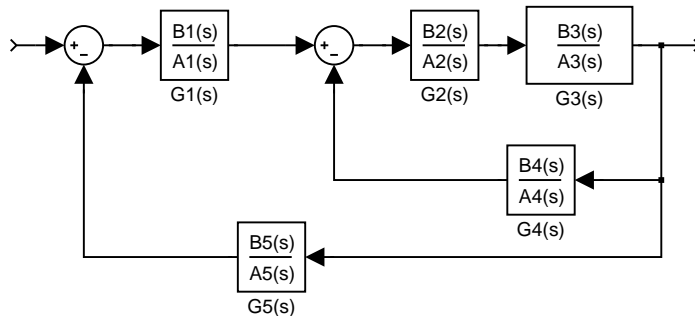 +
-
B1(s)
A1(s)
G1(s)
+
-
B2(s)
A2(s)
G2(s)
B3(s)
A3(s)
G3(s)
B4(s)
A4(s)
G4(s)
B5(s)
A5(s)
G5(s)